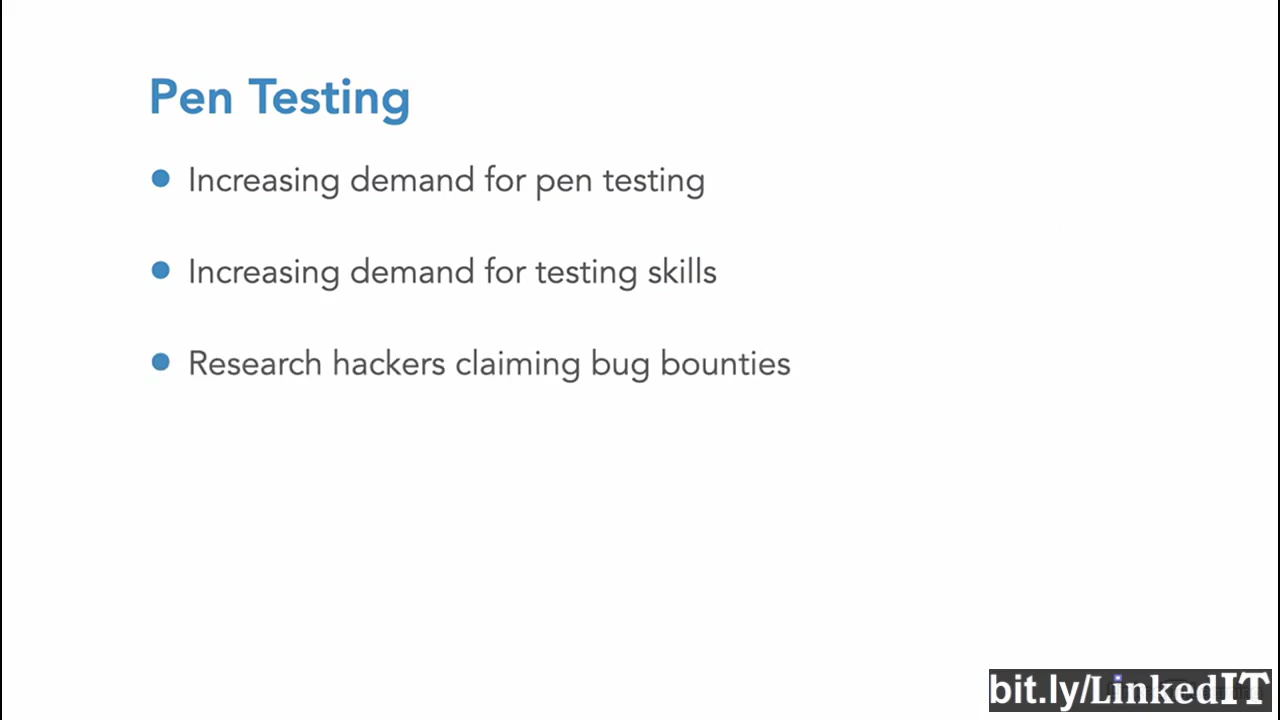 Pen Testing
Increasing demand for pen testing
Increasing demand for testing skills
Research hackers claiming bug bounties
bit.ly/LinkedIT